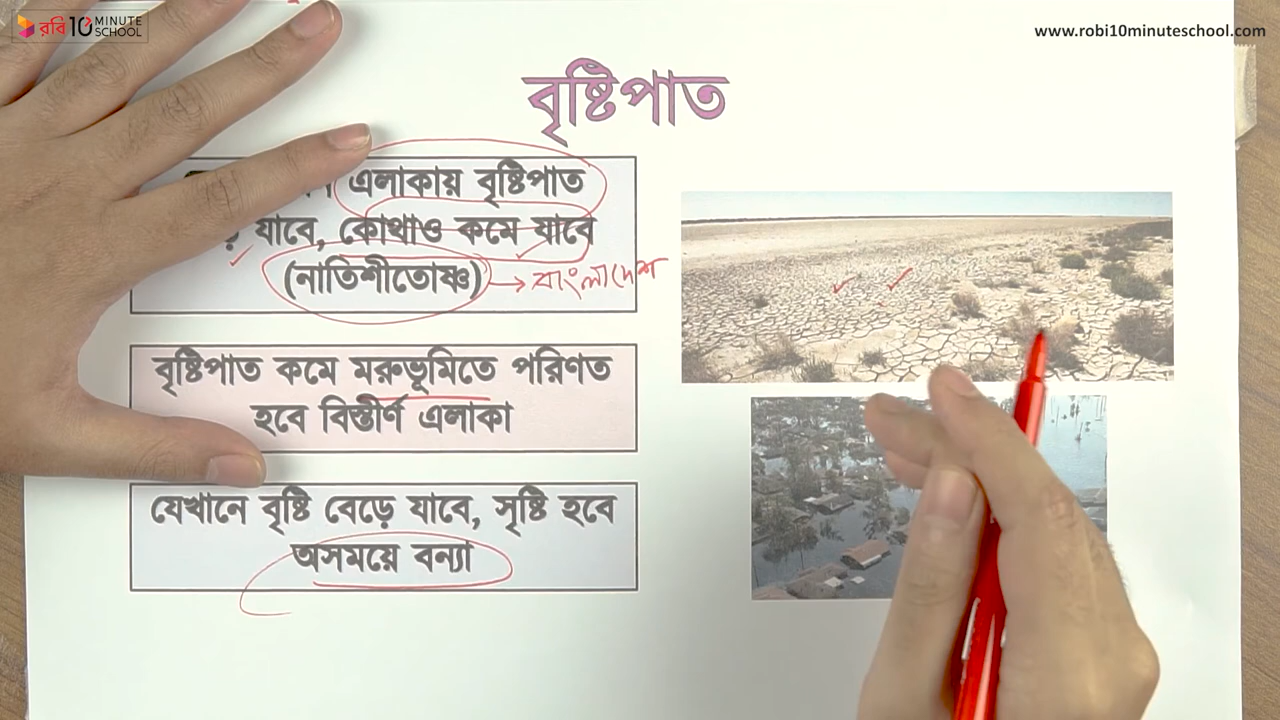 রবি 10 MINUTE SCHOOL
www.robi10minuteschool.com
বৃষ্টিপাত
এলাকায় বৃষ্টিপাত
যাবে, কোথাও কমে যাবে
(নাতিশীতোষ্ণ) → বাংলাদেশ
বৃষ্টিপাত কমে মরুভূমিতে পরিণত
হবে বিস্তীর্ণ এলাকা
যেখানে বৃষ্টি বেড়ে যাবে, সৃষ্টি হবে
অসময়ে বন্যা